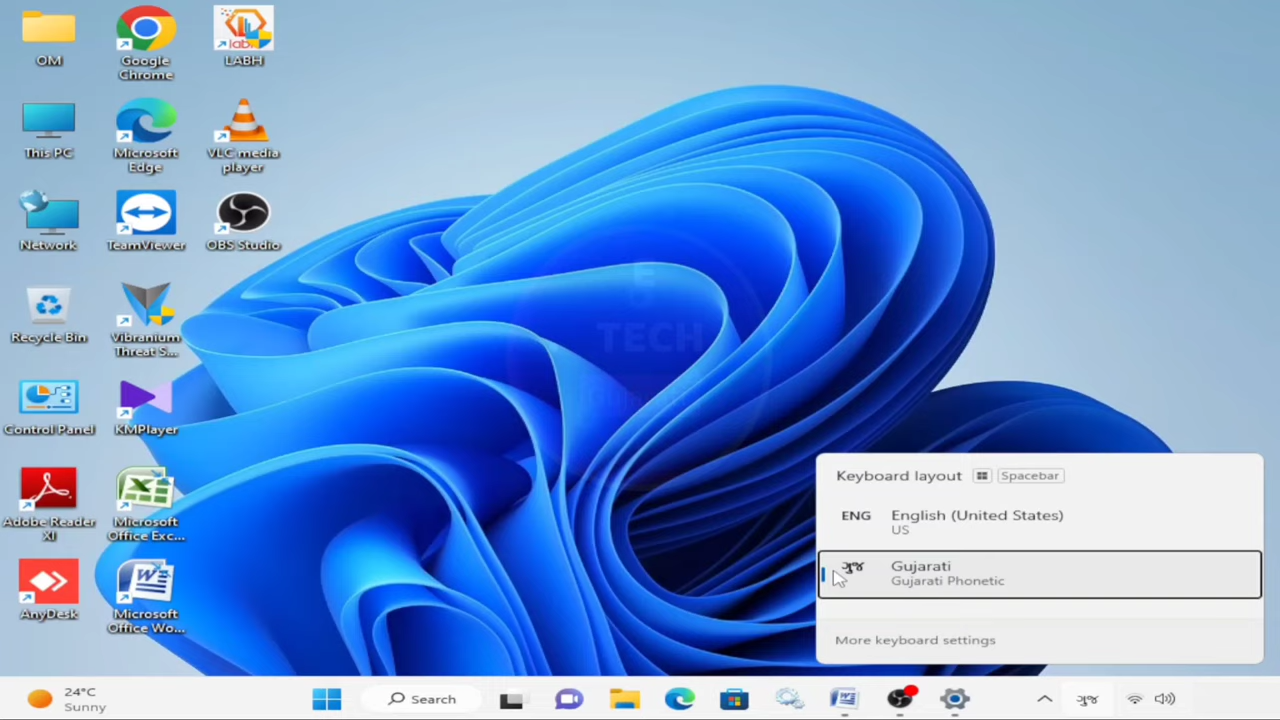 OM
Google
Chrome
LABH
This PC
Microsoft
Edge
VLC media
player
Network
TeamViewer
OBS Studio
Recycle Bin
Vibranium
Threat S...
Control Panel
KMPlayer
Adobe Reader
XI
Microsoft
Office Exc...
AnyDesk
Microsoft
Office Wo...
TECH
Keyboard layout Spacebar
ENG English (United States)
US
ગુજ Gujarati
Gujarati Phonetic
More keyboard settings
24°C
Sunny
Search
ગુજ